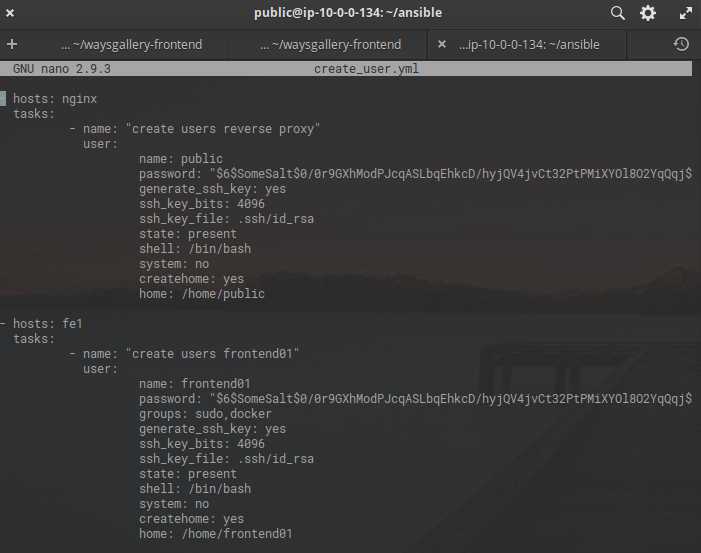 public@ip-10-0-0-134: ~/ansible
... ~/waysgallery-frontend
... ~/waysgallery-frontend
...ip-10-0-0-134: ~/ansible
GNU nano 2.9.3 create_user.yml
- hosts: nginx
tasks:
- name: "create users reverse proxy"
user:
name: public
password: "$6$SomeSalt$0/0r9GXhModPJcqASLbqEhkcD/hyjQV4jvCt32PtPMiXYOl8O2YqQqj$
generate_ssh_key: yes
ssh_key_bits: 4096
ssh_key_file: .ssh/id_rsa
state: present
shell: /bin/bash
system: no
createhome: yes
home: /home/public
- hosts: fe1
tasks:
- name: "create users frontend01"
user:
name: frontend01
password: "$6$SomeSalt$0/0r9GXhModPJcqASLbqEhkcD/hyjQV4jvCt32PtPMiXYOl8O2YqQqj$
groups: sudo,docker
generate_ssh_key: yes
ssh_key_bits: 4096
ssh_key_file: .ssh/id_rsa
state: present
shell: /bin/bash
system: no
createhome: yes
home: /home/frontend01